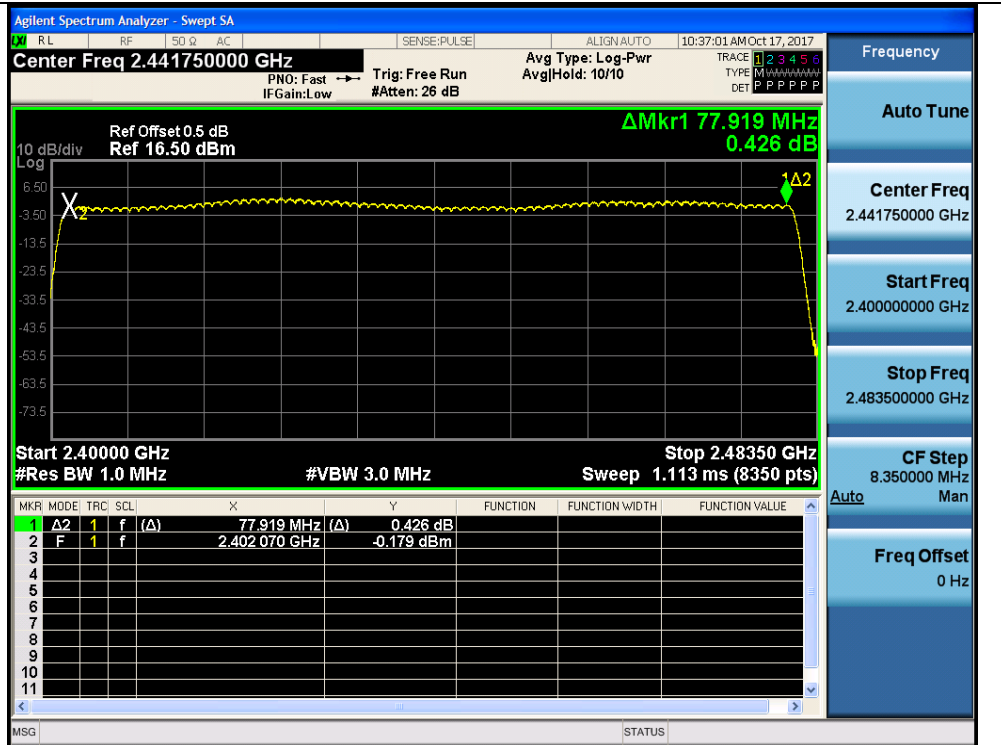 Agilent Spectrum Analyzer - Swept SA
LXI RL RF 50 Ω AC SENSE:PULSE ALIGN AUTO 10:37:01 AM Oct 17, 2017
Center Freq 2.441750000 GHz
PNO: Fast
IFGain:Low
Trig: Free Run
#Atten: 26 dB
Avg Type: Log-Pwr
Avg|Hold: 10/10
TRACE 1 2 3 4 5 6
TYPE M
DET P P P P P P
ΔMkr1 77.919 MHz
0.426 dB
Ref Offset 0.5 dB
10 dB/div Ref 16.50 dBm
Log
6.50
-3.50
-13.5
-23.5
-33.5
-43.5
-53.5
-63.5
-73.5
2
1Δ2
Start 2.40000 GHz Stop 2.48350 GHz
#Res BW 1.0 MHz #VBW 3.0 MHz Sweep 1.113 ms (8350 pts)
MKR MODE TRC SCL X Y FUNCTION FUNCTION WIDTH FUNCTION VALUE
1 Δ2 1 f (Δ) 77.919 MHz (Δ) 0.426 dB
2 F 1 f 2.402 070 GHz -0.179 dBm
3
4
5
6
7
8
9
10
11
MSG STATUS
Frequency
Auto Tune
Center Freq
2.441750000 GHz
Start Freq
2.400000000 GHz
Stop Freq
2.483500000 GHz
CF Step
8.350000 MHz
Auto Man
Freq Offset
0 Hz